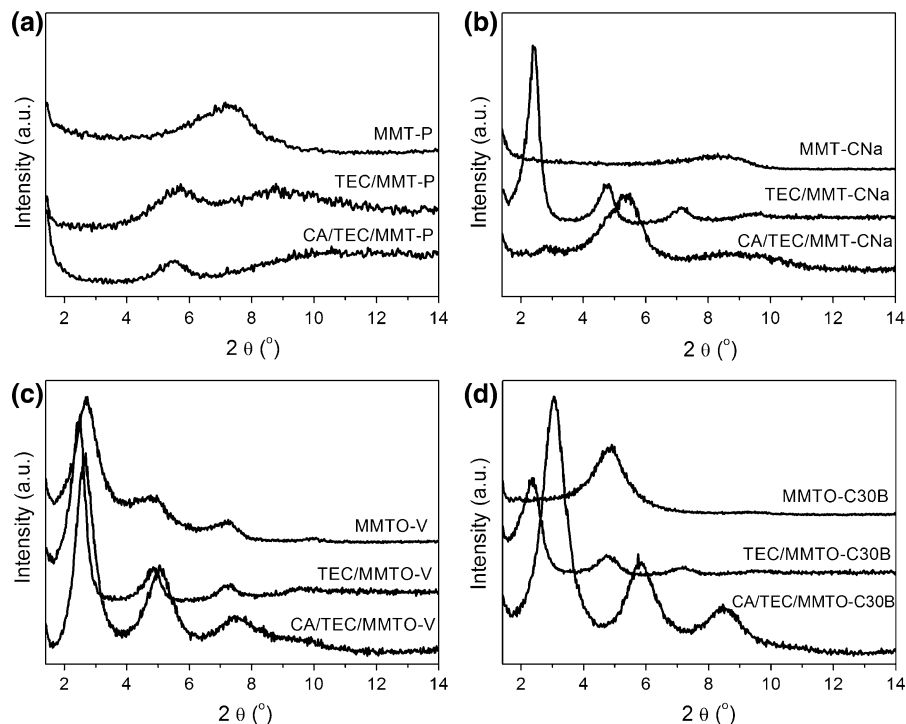 (a)
Intensity (a.u.)
MMT-P
TEC/MMT-P
CA/TEC/MMT-P
2 4 6 8 10 12 14
2 θ (°)
(b)
Intensity (a.u.)
MMT-CNa
TEC/MMT-CNa
CA/TEC/MMT-CNa
2 4 6 8 10 12 14
2 θ (°)
(c)
Intensity (a.u.)
MMTO-V
TEC/MMTO-V
CA/TEC/MMTO-V
2 4 6 8 10 12 14
2 θ (°)
(d)
Intensity (a.u.)
MMTO-C30B
TEC/MMTO-C30B
CA/TEC/MMTO-C30B
2 4 6 8 10 12 14
2 θ (°)